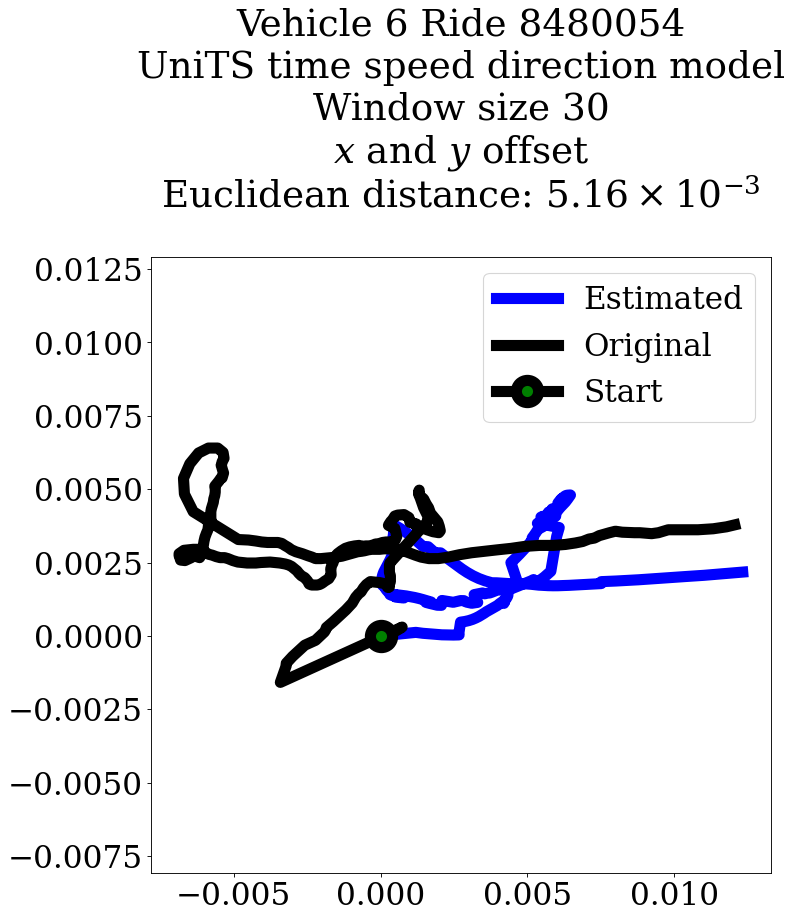 Vehicle 6 Ride 8480054
UniTS time speed direction model
Window size 30
x and y offset
Euclidean distance: 5.16 × 10⁻³
Estimated
Original
Start
0.0125
0.0100
0.0075
0.0050
0.0025
0.0000
−0.0025
−0.0050
−0.0075
−0.005 0.000 0.005 0.010